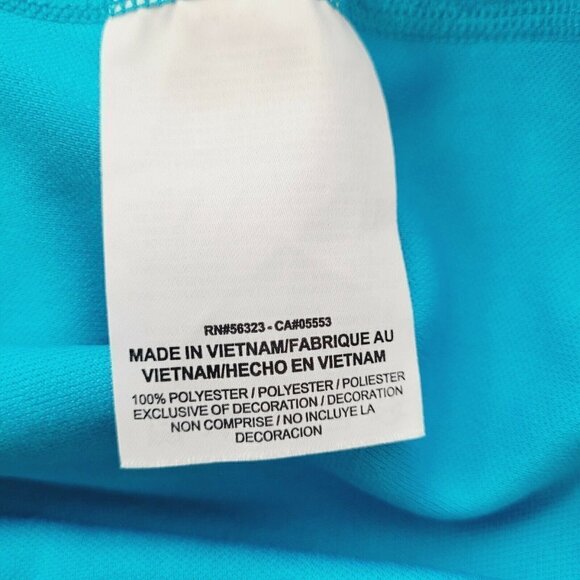 RN#56323 - CA#05553
MADE IN VIETNAM/FABRIQUE AU
VIETNAM/HECHO EN VIETNAM
100% POLYESTER / POLYESTER / POLIESTER
EXCLUSIVE OF DECORATION / DECORATION
NON COMPRISE / NO INCLUYE LA
DECORACION